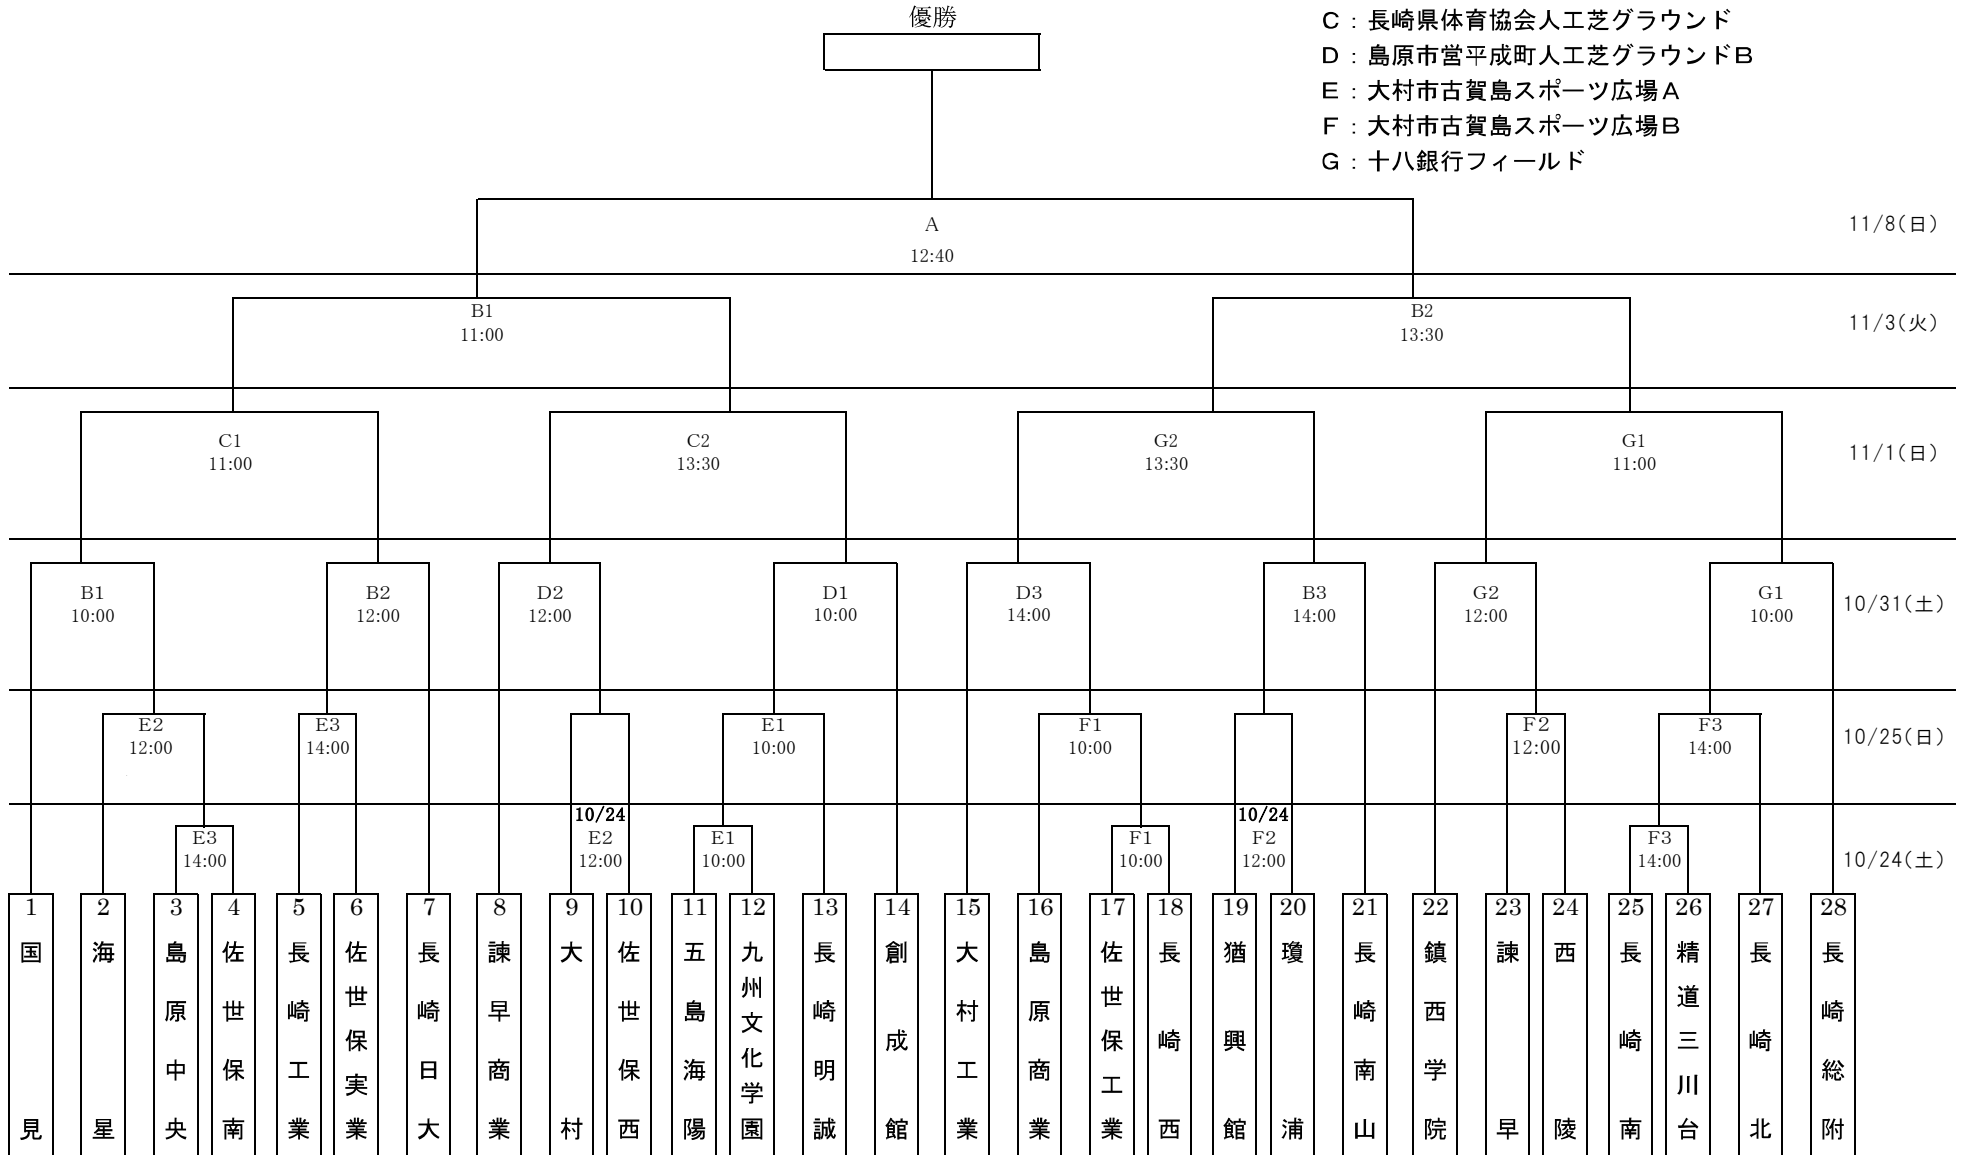 優勝
C：長崎県体育協会人工芝グラウンド
D：島原市営平成町人工芝グラウンドB
E：大村市古賀島スポーツ広場A
F：大村市古賀島スポーツ広場B
G：十八銀行フィールド
A
12:40
11/8(日)
B1
11:00
B2
13:30
11/3(火)
C1
11:00
C2
13:30
G2
13:30
G1
11:00
11/1(日)
B1
10:00
B2
12:00
D2
12:00
D1
10:00
D3
14:00
B3
14:00
G2
12:00
G1
10:00
10/31(土)
E2
12:00
E3
14:00
E1
10:00
F1
10:00
F2
12:00
F3
14:00
10/25(日)
E3
14:00
10/24
E2
12:00
E1
10:00
F1
10:00
10/24
F2
12:00
F3
14:00
10/24(土)
1
国見
2
海星
3
島原中央
4
佐世保南
5
長崎工業
6
佐世保実業
7
長崎日大
8
諫早商業
9
大村
10
佐世保西
11
五島海陽
12
九州文化学園
13
長崎明誠
14
創成館
15
大村工業
16
島原商業
17
佐世保工業
18
長崎西
19
猶興館
20
瓊浦
21
長崎南山
22
鎮西学院
23
諫早
24
西陵
25
長崎南
26
精道三川台
27
長崎北
28
長崎総附